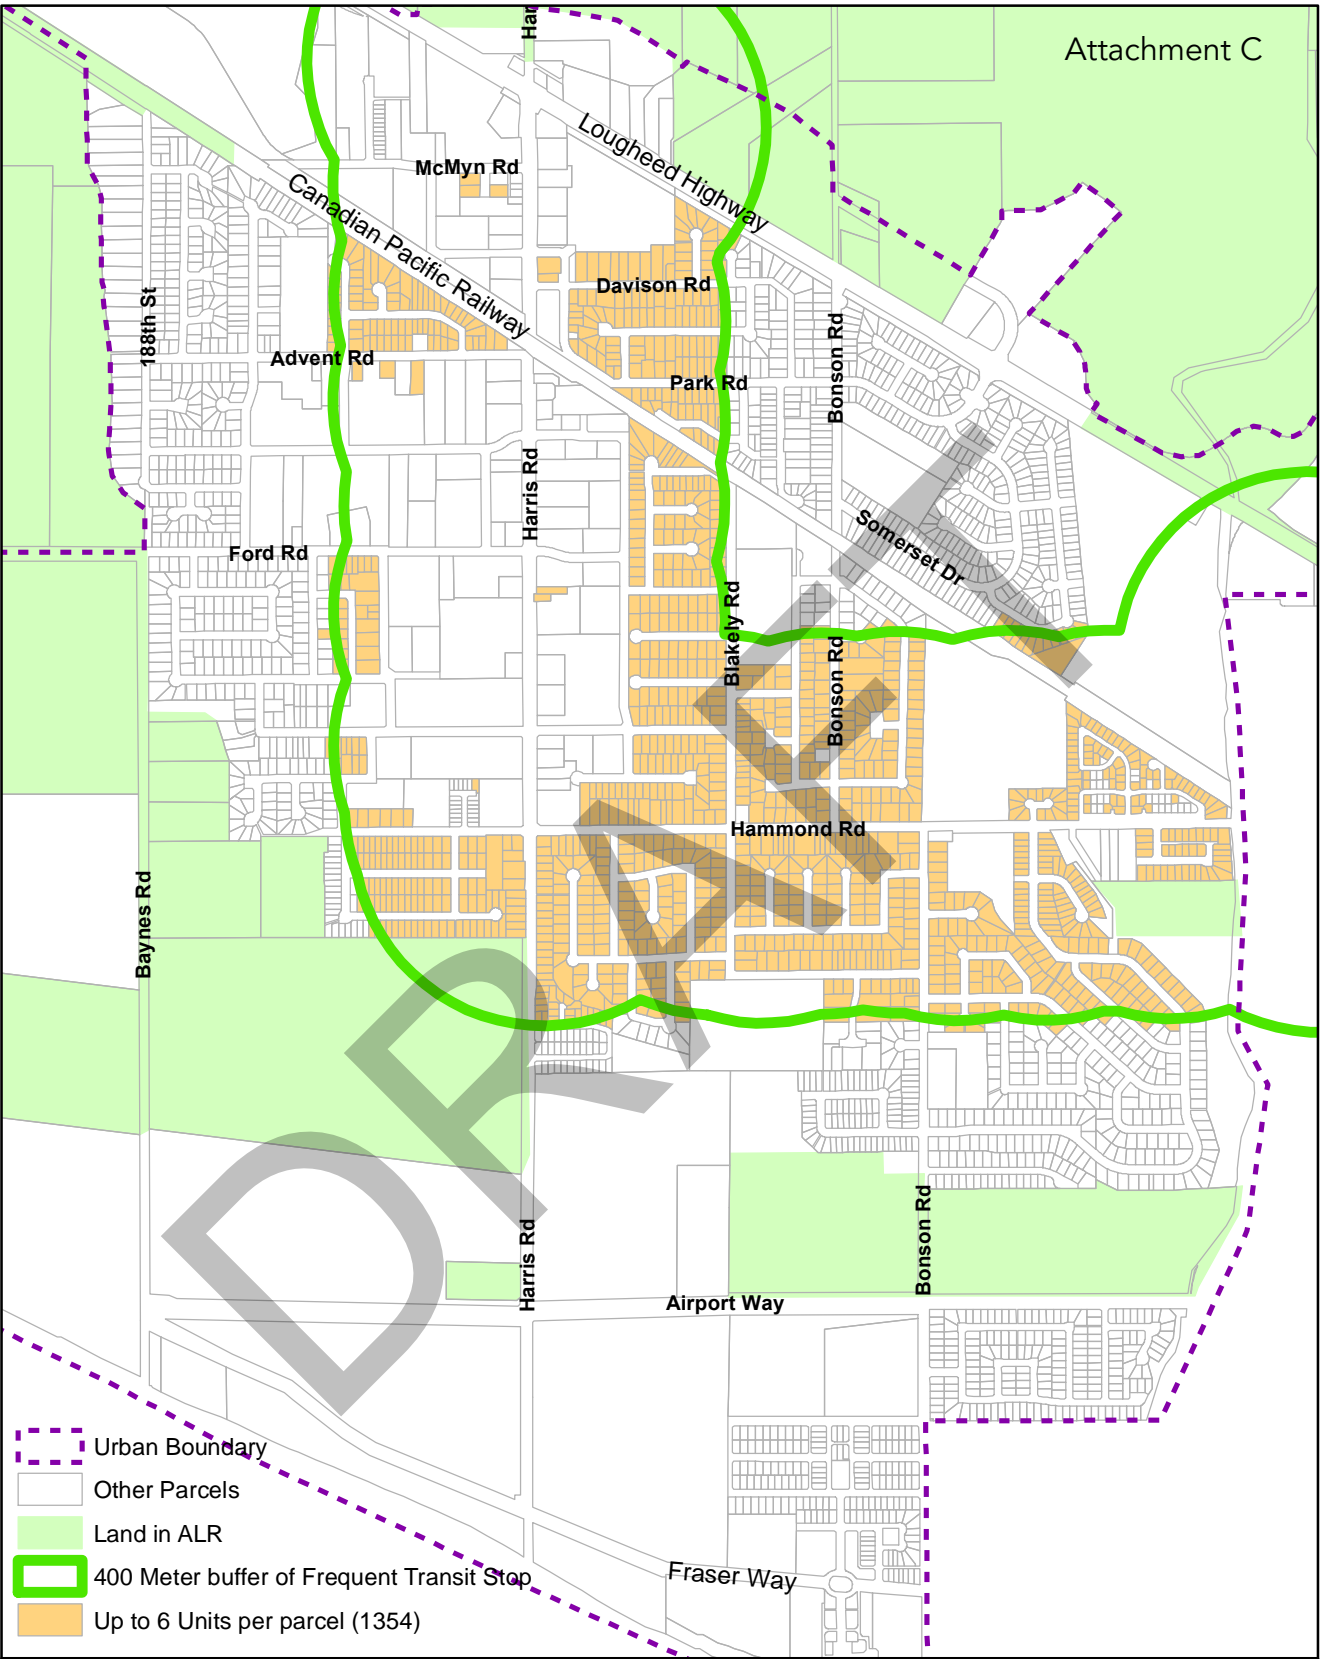 Har
Attachment C
Lougheed Highway
McMyn Rd
Canadian Pacific Railway
Davison Rd
188th St
Bonson Rd
Advent Rd
Park Rd
Harris Rd
Somerset Dr
Ford Rd
Blakely Rd
Bonson Rd
Hammond Rd
Baynes Rd
DRAFT
Harris Rd
Bonson Rd
Airport Way
Fraser Way
Urban Boundary
Other Parcels
Land in ALR
400 Meter buffer of Frequent Transit Stop
Up to 6 Units per parcel (1354)